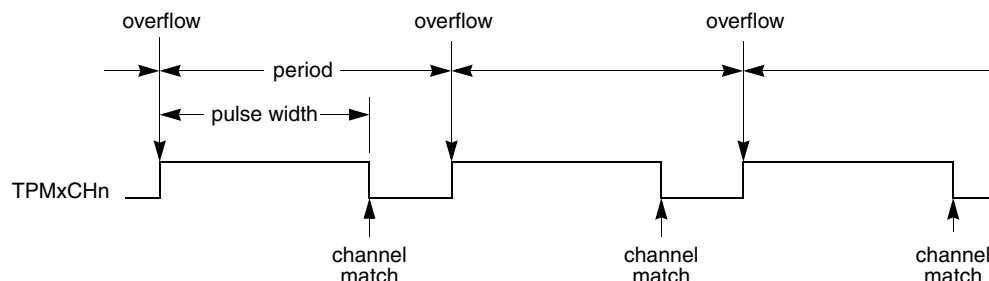 overflow overflow overflow
period
pulse width
TPMxCHn
channel channel channel
match match match